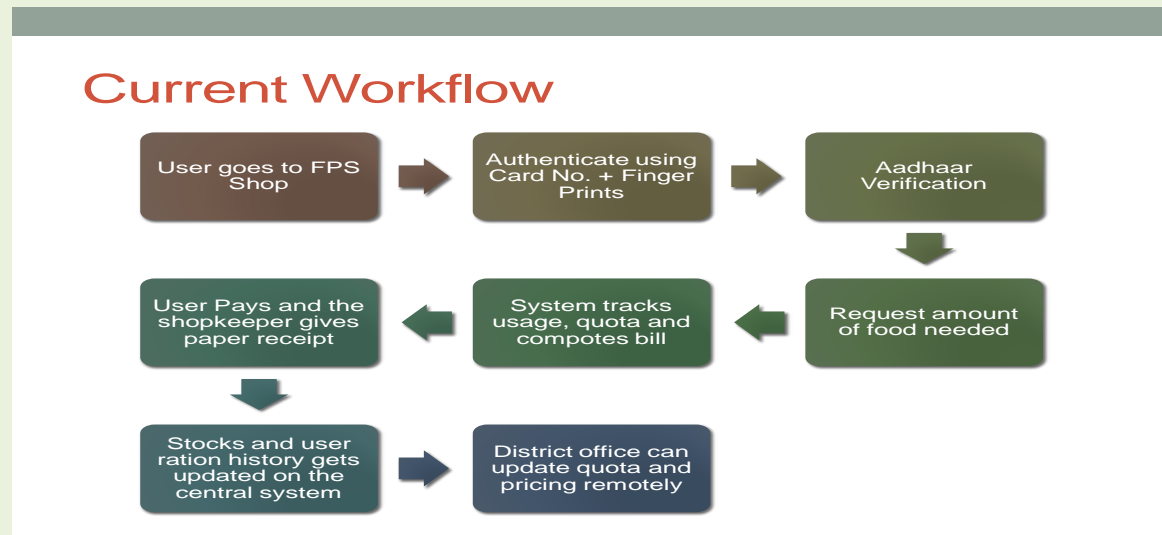 Current Workflow
User goes to FPS
Shop
Authenticate using
Card No. + Finger
Prints
Aadhaar
Verification
Request amount
of food needed
System tracks
usage, quota and
compotes bill
User Pays and the
shopkeeper gives
paper receipt
Stocks and user
ration history gets
updated on the
central system
District office can
update quota and
pricing remotely